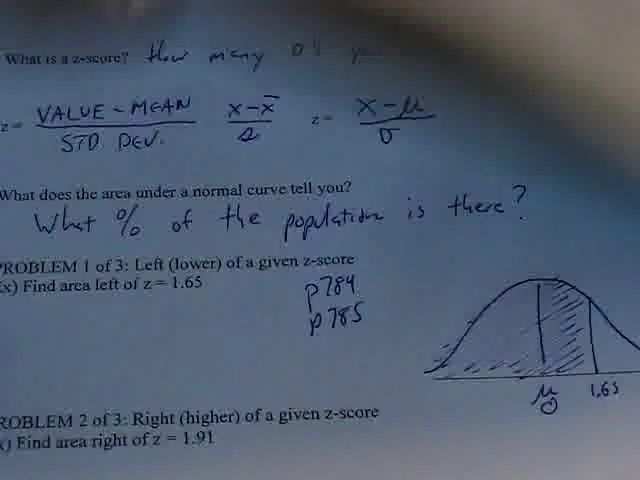 What is a z-score? How many σ's
z = VALUE - MEAN / STD. DEV. x - x̄ / s z = x - μ / σ
What does the area under a normal curve tell you?
What % of the population is there?
PROBLEM 1 of 3: Left (lower) of a given z-score
Ex) Find area left of z = 1.65
p784
p785
μ 1.65
0
PROBLEM 2 of 3: Right (higher) of a given z-score
Ex) Find area right of z = 1.91